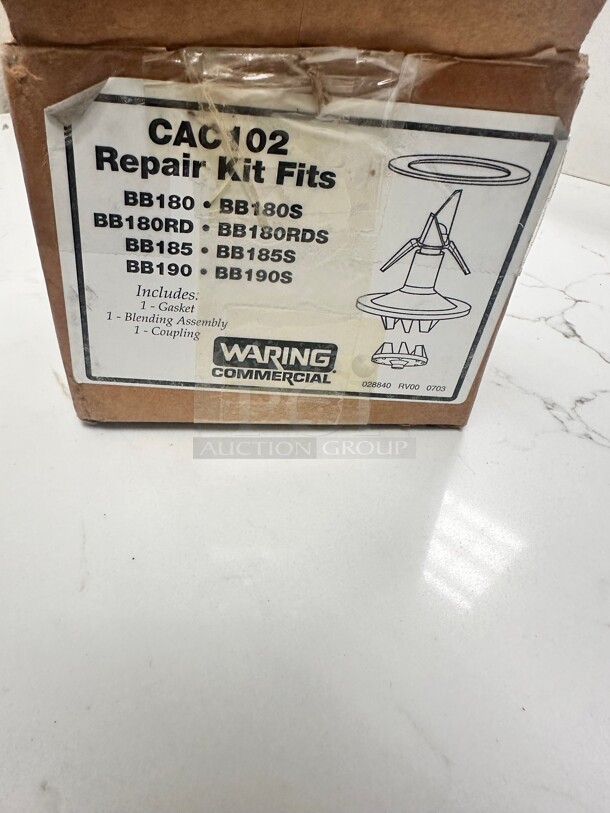 CAC102
Repair Kit Fits
BB180 • BB180S
BB180RD • BB180RDS
BB185 • BB185S
BB190 • BB190S
Includes:
1 - Gasket
1 - Blending Assembly
1 - Coupling
WARING
COMMERCIAL
028840 RV00 0703
PCI
AUCTION GROUP